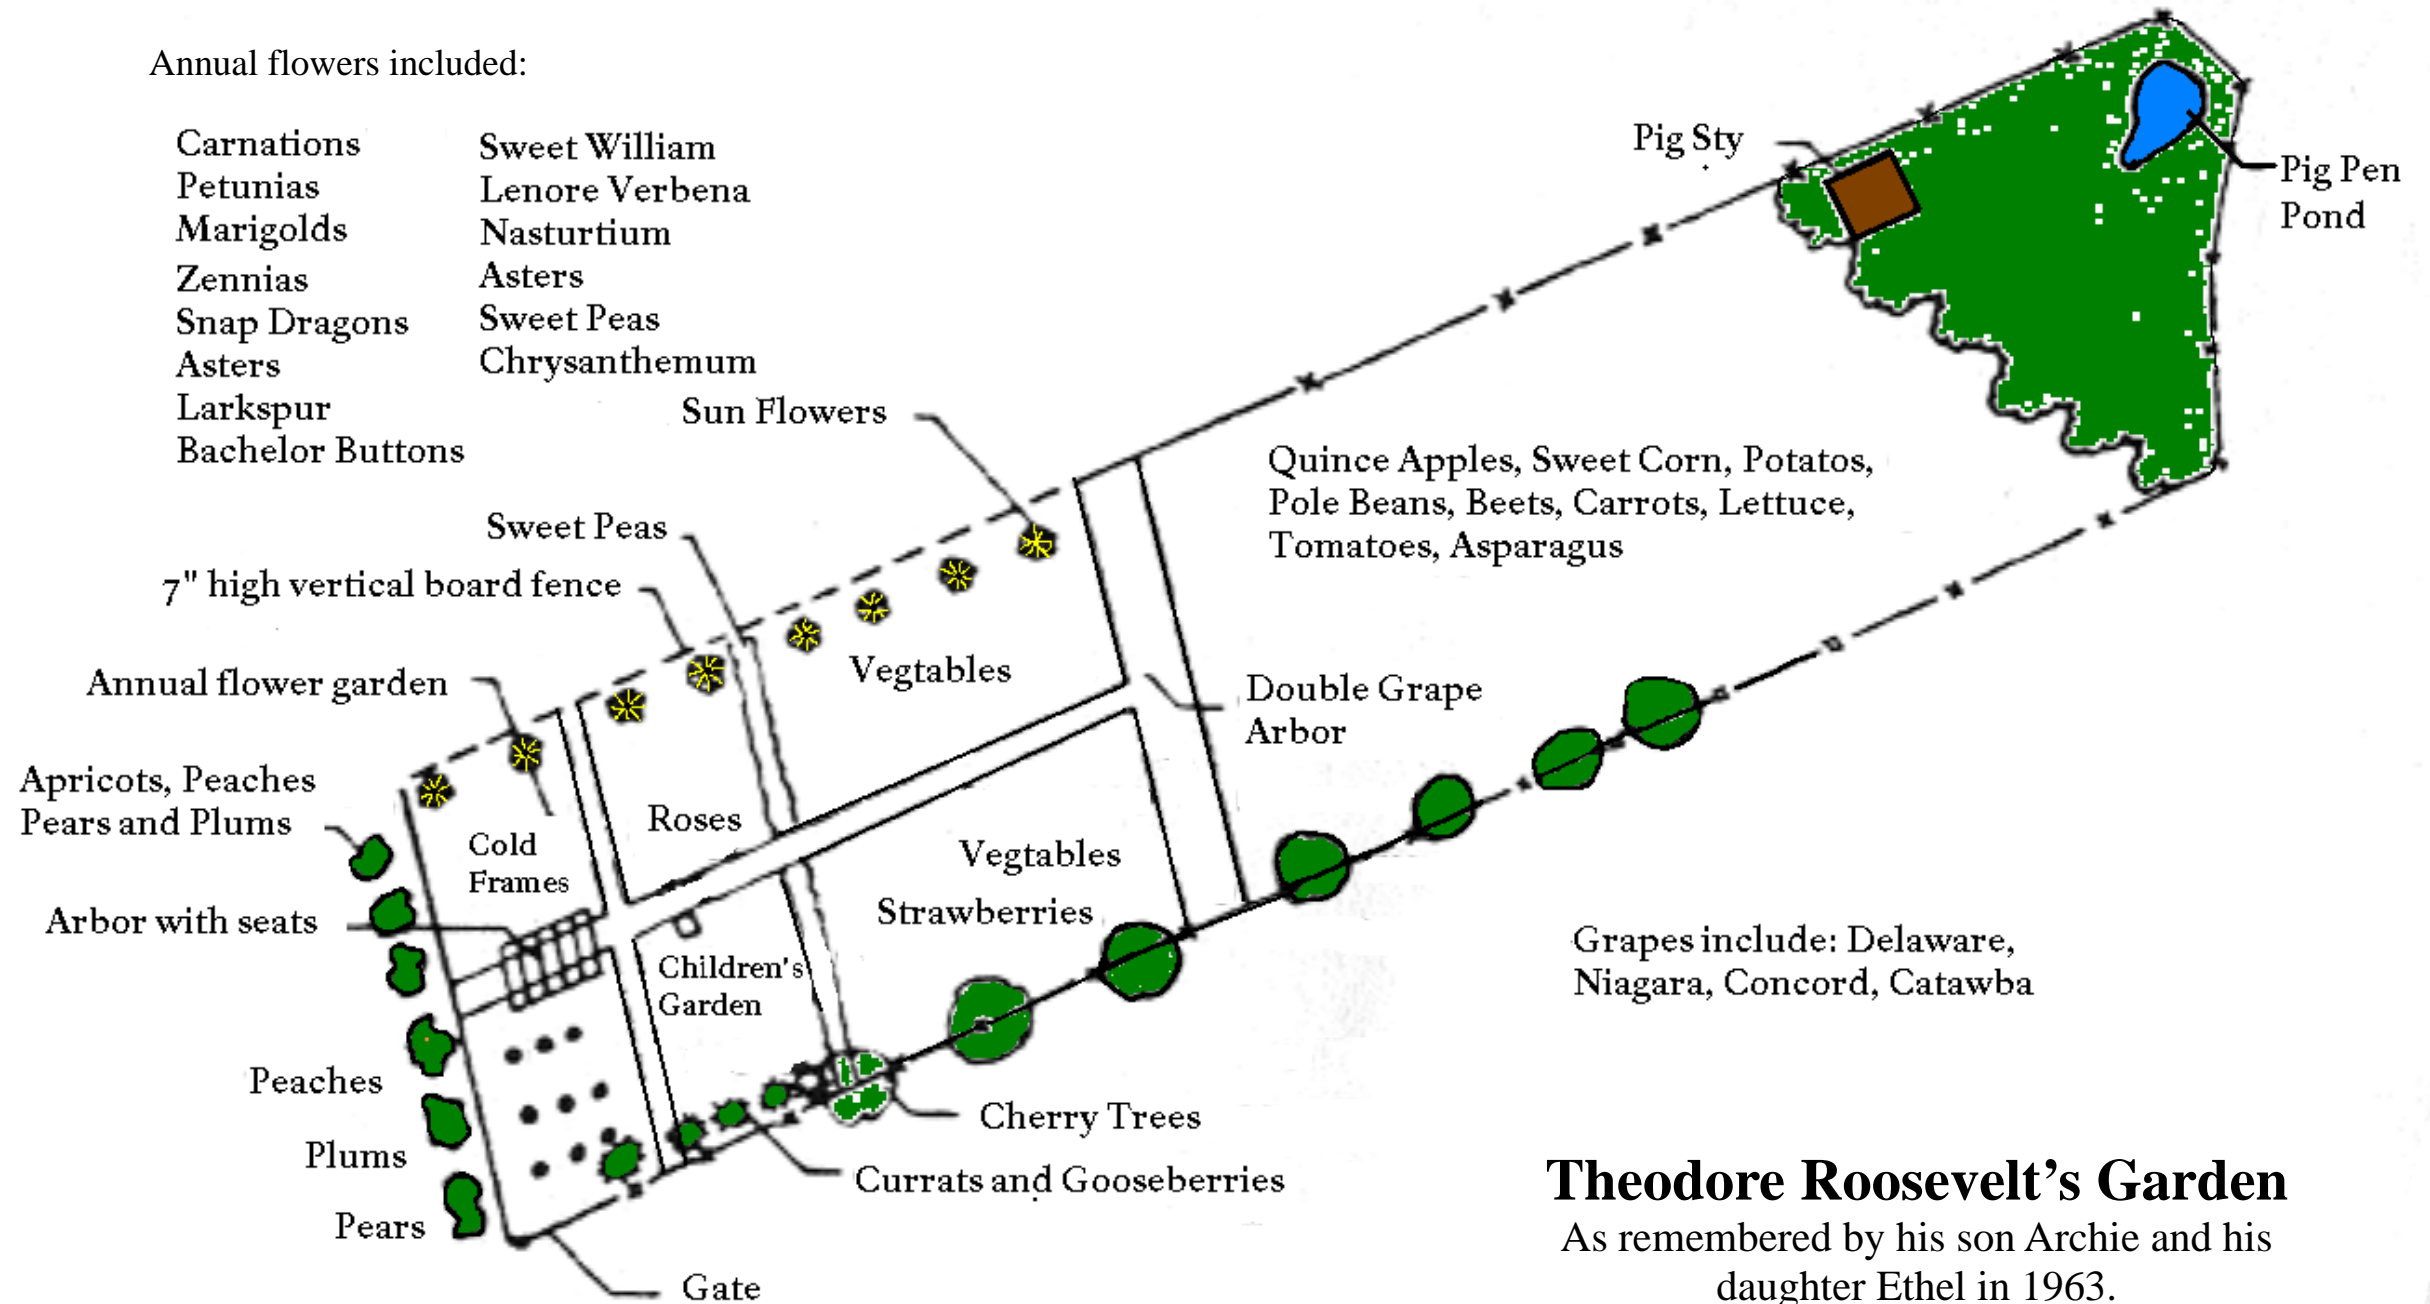 Annual flowers included:
Carnations
Petunias
Marigolds
Zennias
Snap Dragons
Asters
Larkspur
Bachelor Buttons
Sweet William
Lenore Verbena
Nasturtium
Asters
Sweet Peas
Chrysanthemum
Pig Sty
Pig Pen
Pond
Sun Flowers
Quince Apples, Sweet Corn, Potatos,
Pole Beans, Beets, Carrots, Lettuce,
Tomatoes, Asparagus
Sweet Peas
7" high vertical board fence
Annual flower garden
Vegtables
Double Grape
Arbor
Apricots, Peaches
Pears and Plums
Cold
Frames
Roses
Arbor with seats
Vegtables
Strawberries
Children's
Garden
Grapes include: Delaware,
Niagara, Concord, Catawba
Peaches
Plums
Pears
Cherry Trees
Currats and Gooseberries
Gate
Theodore Roosevelt’s Garden
As remembered by his son Archie and his
daughter Ethel in 1963.